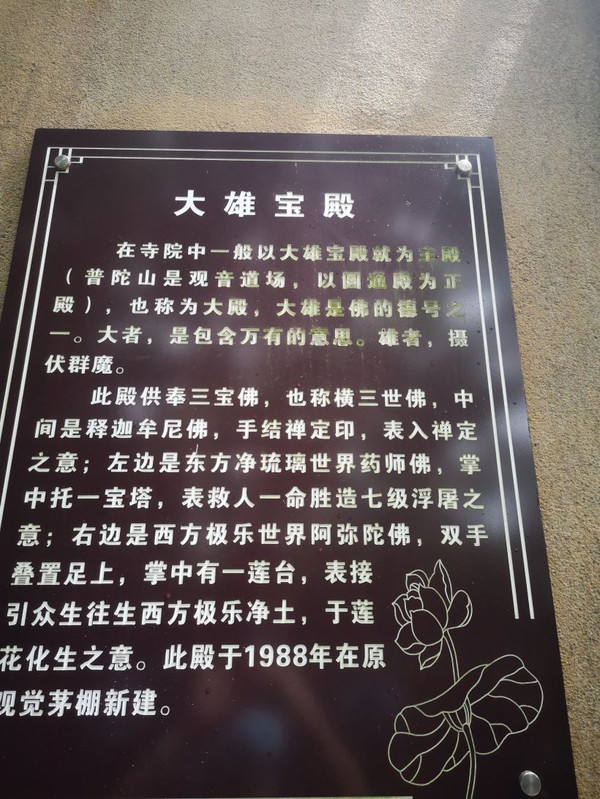 大雄宝殿
在寺院中一般以大雄宝殿就为主殿
（普陀山是观音道场，以圆通殿为正
殿），也称为大殿，大雄是佛的德号之
一。大者，是包含万有的意思。雄者，摄
伏群魔。
此殿供奉三宝佛，也称横三世佛，中
间是释迦牟尼佛，手结禅定印，表入禅定
之意；左边是东方净琉璃世界药师佛，掌
中托一宝塔，表救人一命胜造七级浮屠之
意；右边是西方极乐世界阿弥陀佛，双手
叠置足上，掌中有一莲台，表接
引众生往生西方极乐净土，于莲
花化生之意。此殿于1988年在原
观觉茅棚新建。